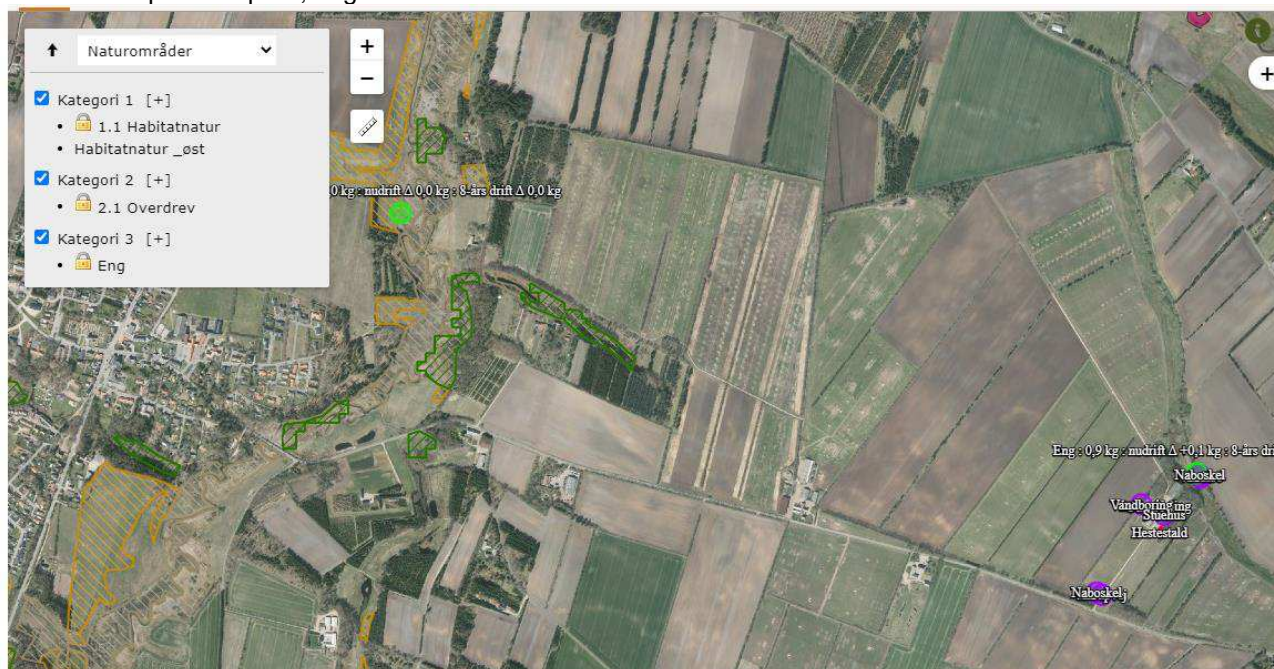 Naturområder
Kategori 1 [+]
1.1 Habitatnatur
Habitatnatur _øst
Kategori 2 [+]
2.1 Overdrev
Kategori 3 [+]
Eng
+
−
+
,0 kg : nudrift Δ 0,0 kg : 8-års drift Δ 0,0 kg
Eng : 0,9 kg : nudrift Δ +0,1 kg : 8-års dri
Naboskel
Vandboring ing
Stuehus
Hestestald
Naboskel